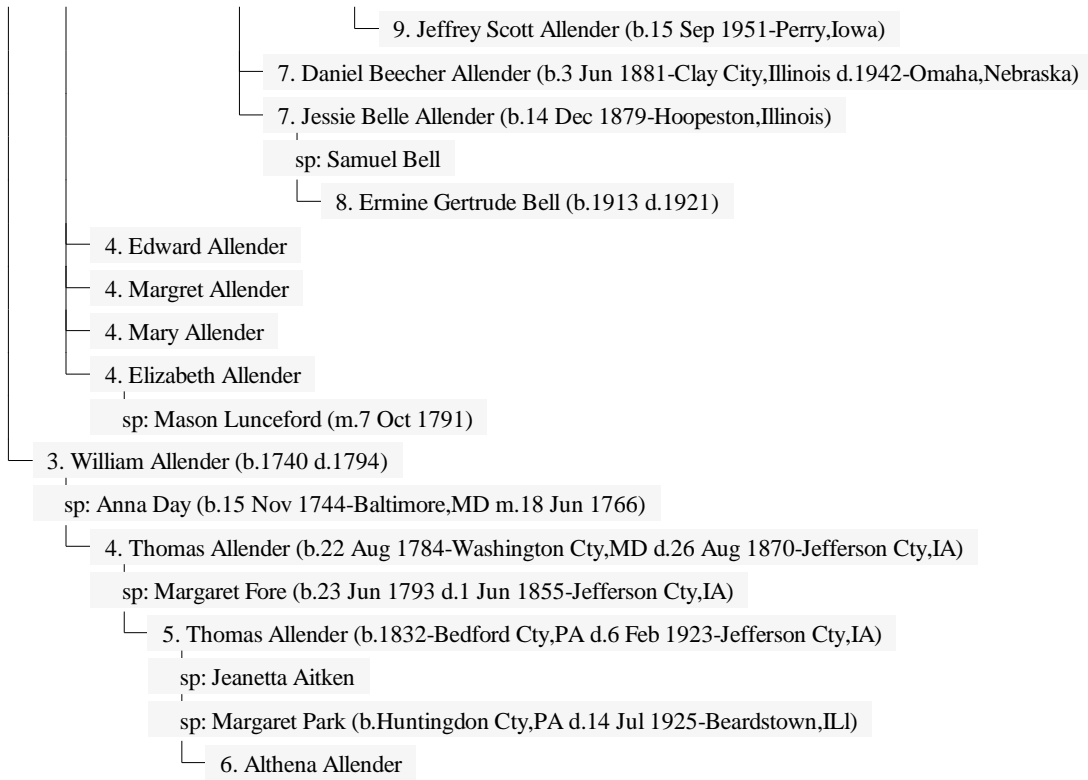 9. Jeffrey Scott Allender (b.15 Sep 1951-Perry,Iowa)
7. Daniel Beecher Allender (b.3 Jun 1881-Clay City,Illinois d.1942-Omaha,Nebraska)
7. Jessie Belle Allender (b.14 Dec 1879-Hoopeston,Illinois)
sp: Samuel Bell
8. Ermine Gertrude Bell (b.1913 d.1921)
4. Edward Allender
4. Margret Allender
4. Mary Allender
4. Elizabeth Allender
sp: Mason Lunceford (m.7 Oct 1791)
3. William Allender (b.1740 d.1794)
sp: Anna Day (b.15 Nov 1744-Baltimore,MD m.18 Jun 1766)
4. Thomas Allender (b.22 Aug 1784-Washington Cty,MD d.26 Aug 1870-Jefferson Cty,IA)
sp: Margaret Fore (b.23 Jun 1793 d.1 Jun 1855-Jefferson Cty,IA)
5. Thomas Allender (b.1832-Bedford Cty,PA d.6 Feb 1923-Jefferson Cty,IA)
sp: Jeanetta Aitken
sp: Margaret Park (b.Huntingdon Cty,PA d.14 Jul 1925-Beardstown,ILl)
6. Althena Allender